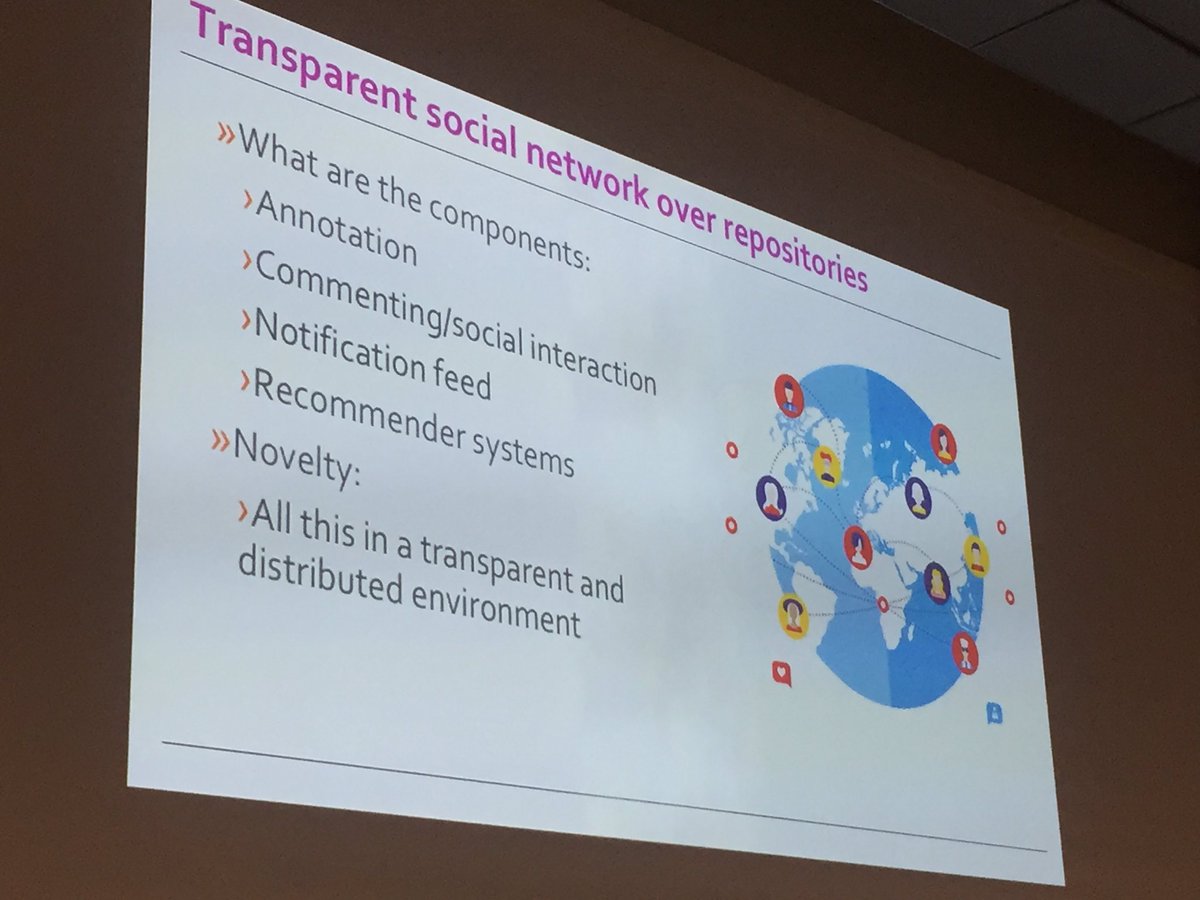 Transparent social network over repositories
»What are the components:
›Annotation
›Commenting/social interaction
›Notification feed
›Recommender systems
»Novelty:
›All this in a transparent and
distributed environment